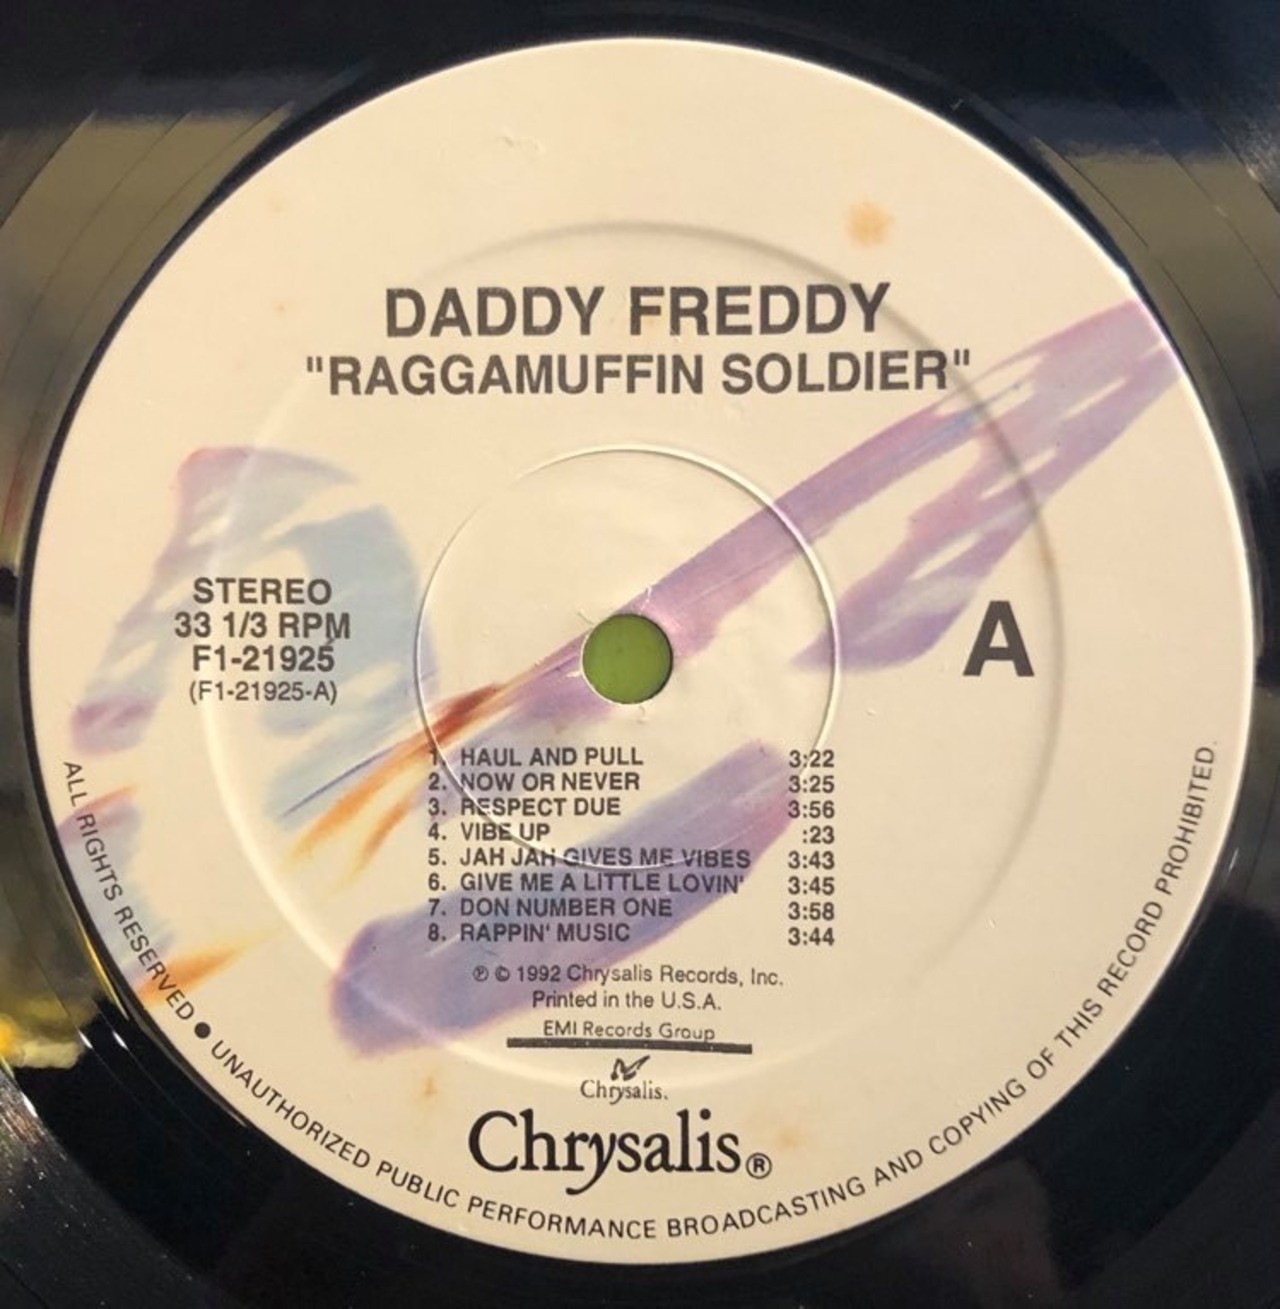 DADDY FREDDY
"RAGGAMUFFIN SOLDIER"
STEREO
33 1/3 RPM
F1-21925
(F1-21925-A)
A
1. HAUL AND PULL 3:22
2. NOW OR NEVER 3:25
3. RESPECT DUE 3:56
4. VIBE UP :23
5. JAH JAH GIVES ME VIBES 3:43
6. GIVE ME A LITTLE LOVIN' 3:45
7. DON NUMBER ONE 3:58
8. RAPPIN' MUSIC 3:44
℗ © 1992 Chrysalis Records, Inc.
Printed in the U.S.A.
EMI Records Group
Chrysalis.
Chrysalis®
ALL RIGHTS RESERVED ● UNAUTHORIZED PUBLIC PERFORMANCE BROADCASTING AND COPYING OF THIS RECORD PROHIBITED.